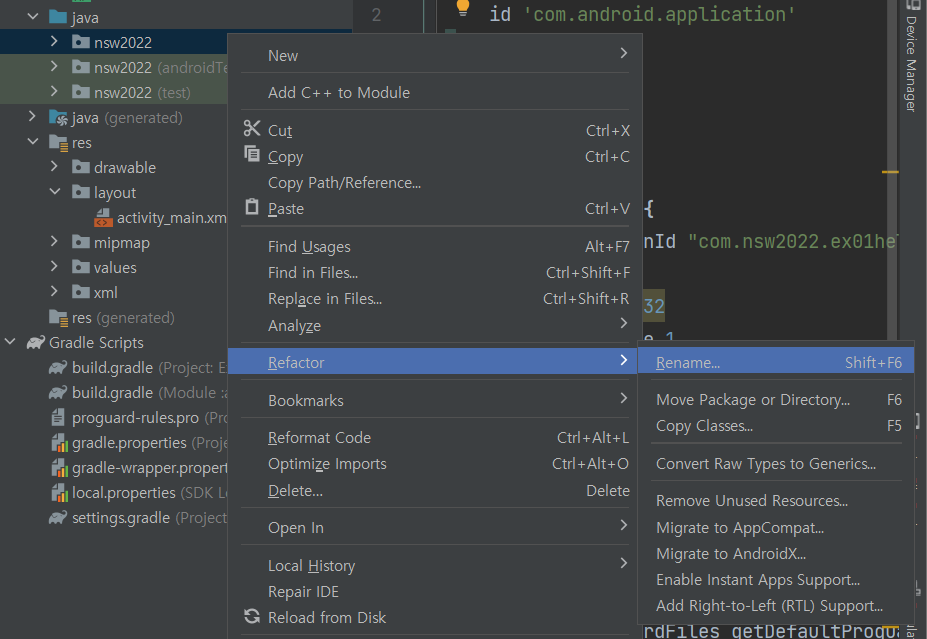 java
nsw2022
nsw2022 (androidTe
nsw2022 (test)
java (generated)
res
drawable
layout
activity_main.xm
mipmap
values
xml
res (generated)
Gradle Scripts
build.gradle (Project: E
build.gradle (Module :a
proguard-rules.pro (Pro
gradle.properties (Proje
gradle-wrapper.propert
local.properties (SDK Lo
settings.gradle (Project
2
id 'com.android.application'
{
nId "com.nsw2022.ex01he
32
e 1
rdFiles getDefaultProgua
New
Add C++ to Module
Cut Ctrl+X
Copy Ctrl+C
Copy Path/Reference...
Paste Ctrl+V
Find Usages Alt+F7
Find in Files... Ctrl+Shift+F
Replace in Files... Ctrl+Shift+R
Analyze
Refactor
Bookmarks
Reformat Code Ctrl+Alt+L
Optimize Imports Ctrl+Alt+O
Delete... Delete
Open In
Local History
Repair IDE
Reload from Disk
Rename... Shift+F6
Move Package or Directory... F6
Copy Classes... F5
Convert Raw Types to Generics...
Remove Unused Resources...
Migrate to AppCompat...
Migrate to AndroidX...
Enable Instant Apps Support...
Add Right-to-Left (RTL) Support...
Device Manager